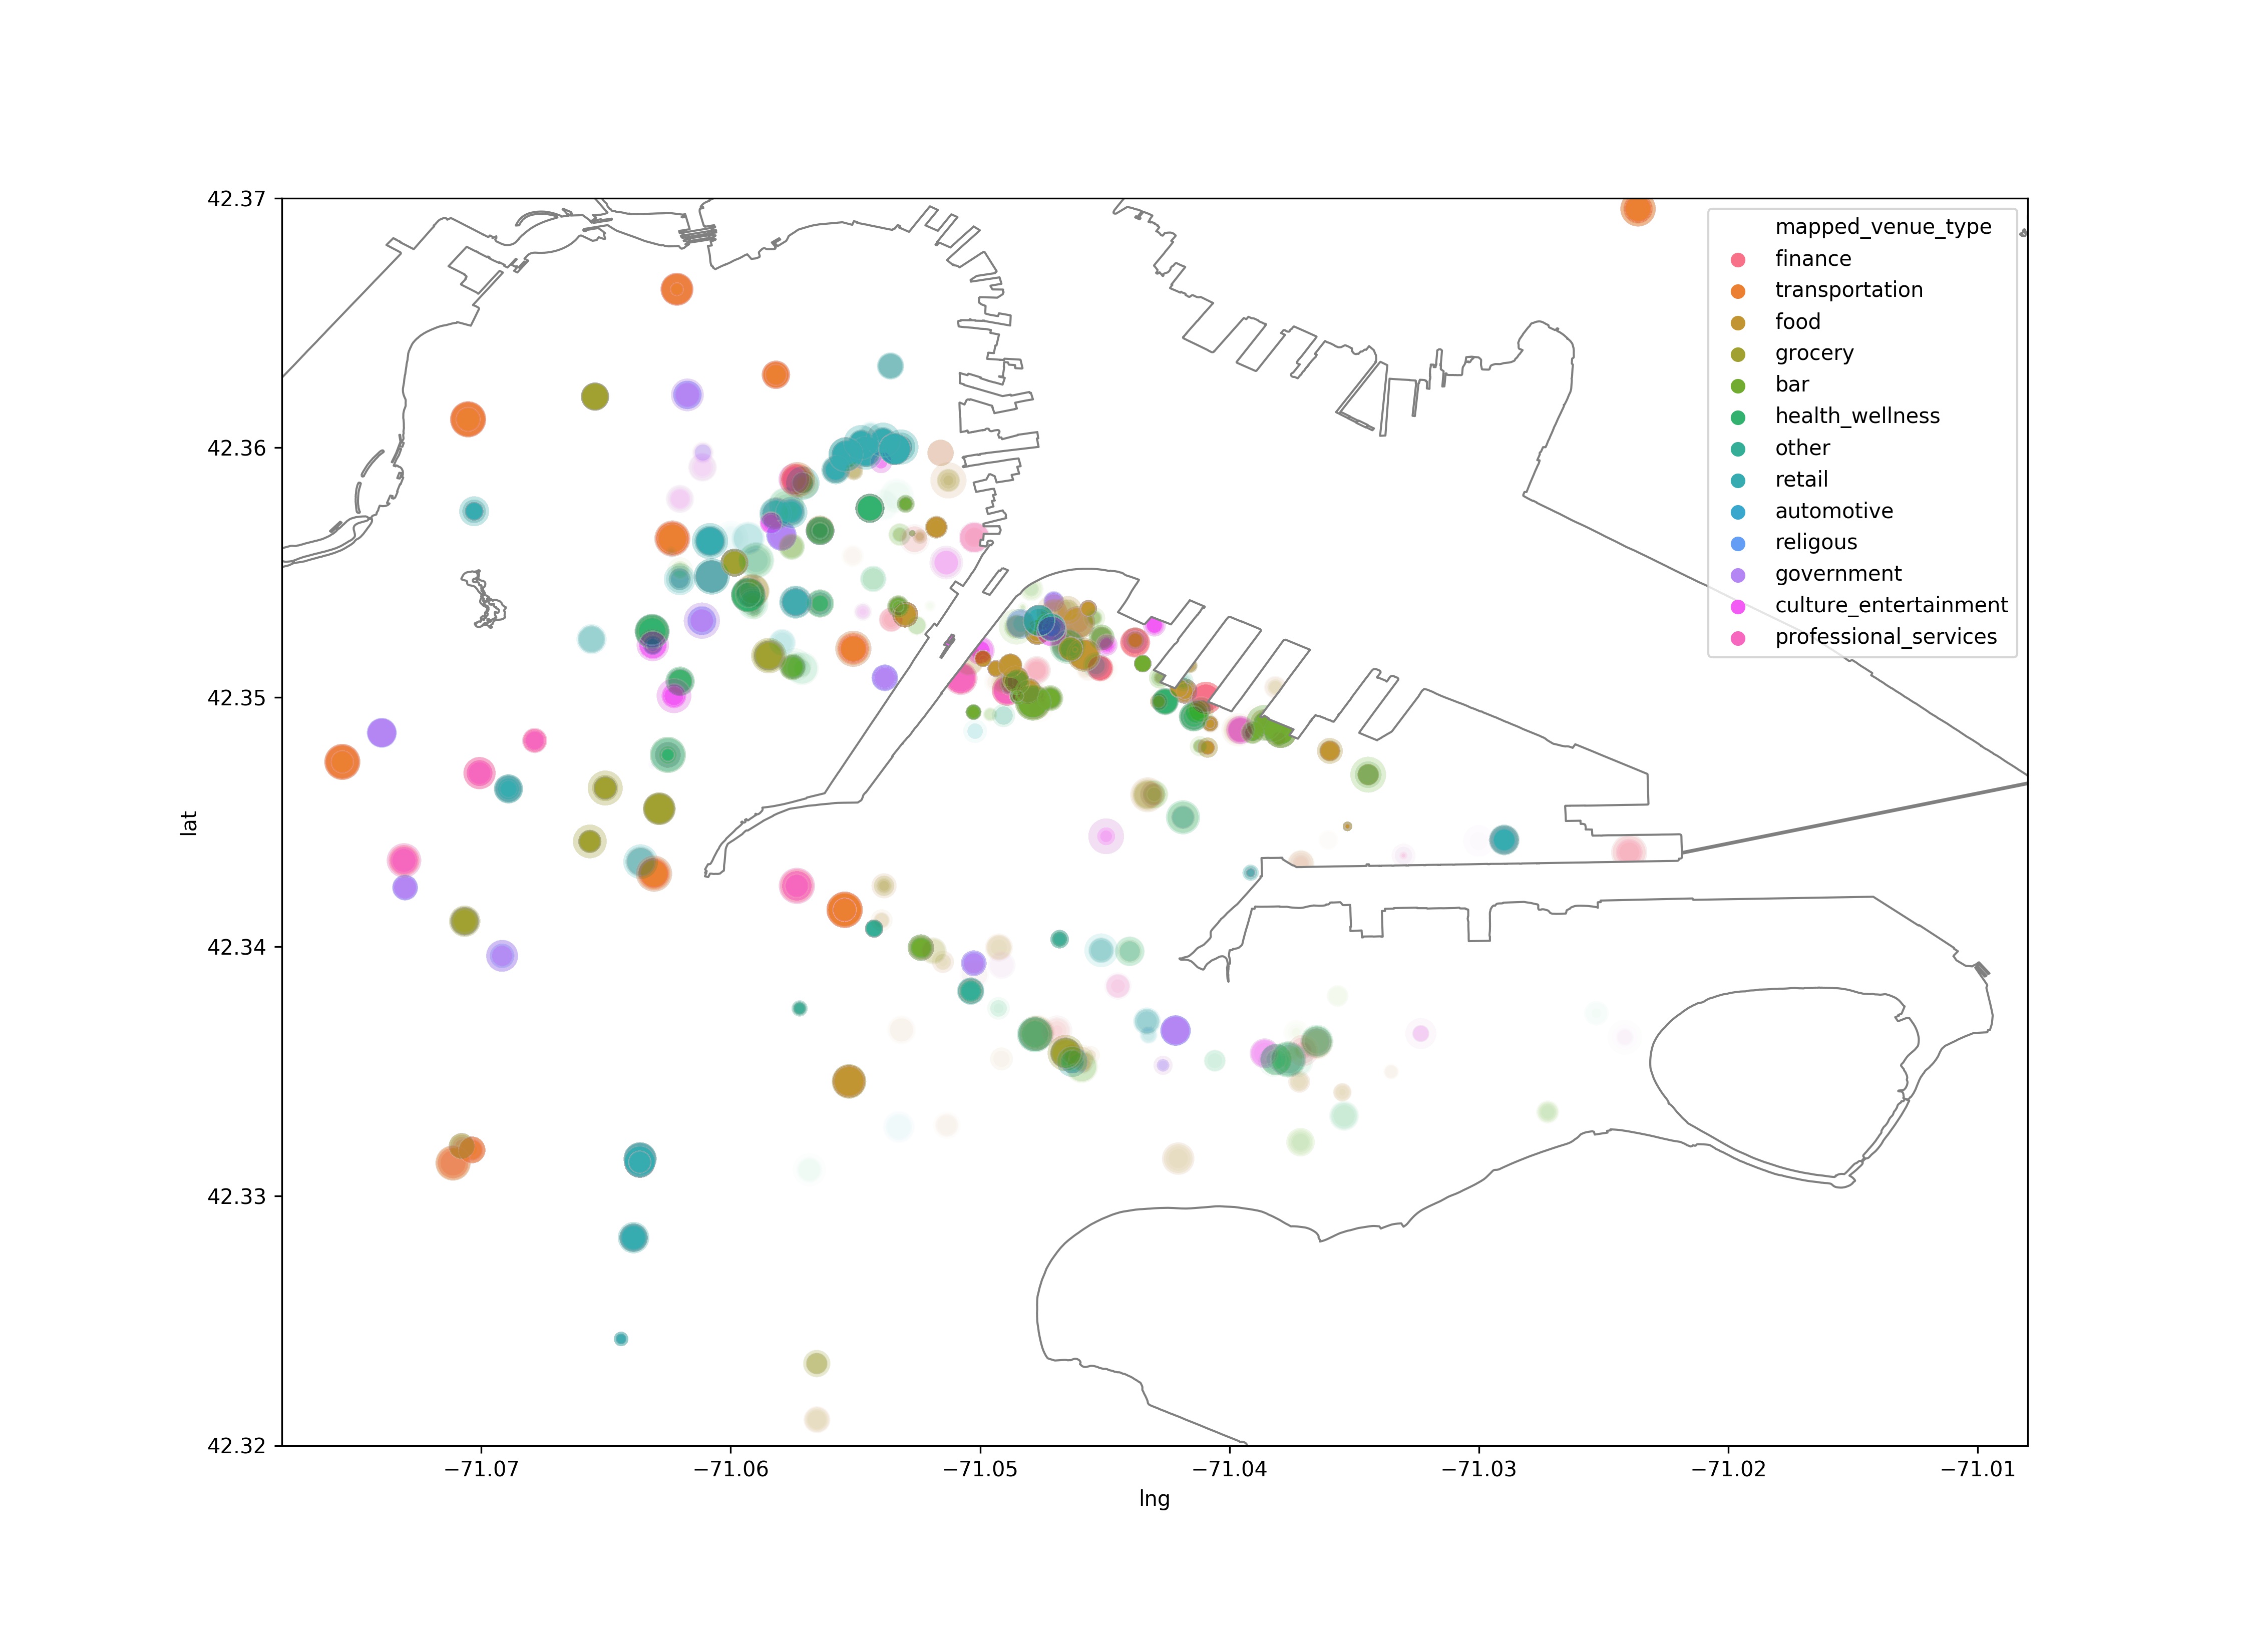 42.37
42.36
42.35
42.34
42.33
42.32
lat
−71.07
−71.06
−71.05
−71.04
−71.03
−71.02
−71.01
lng
mapped_venue_type
finance
transportation
food
grocery
bar
health_wellness
other
retail
automotive
religous
government
culture_entertainment
professional_services